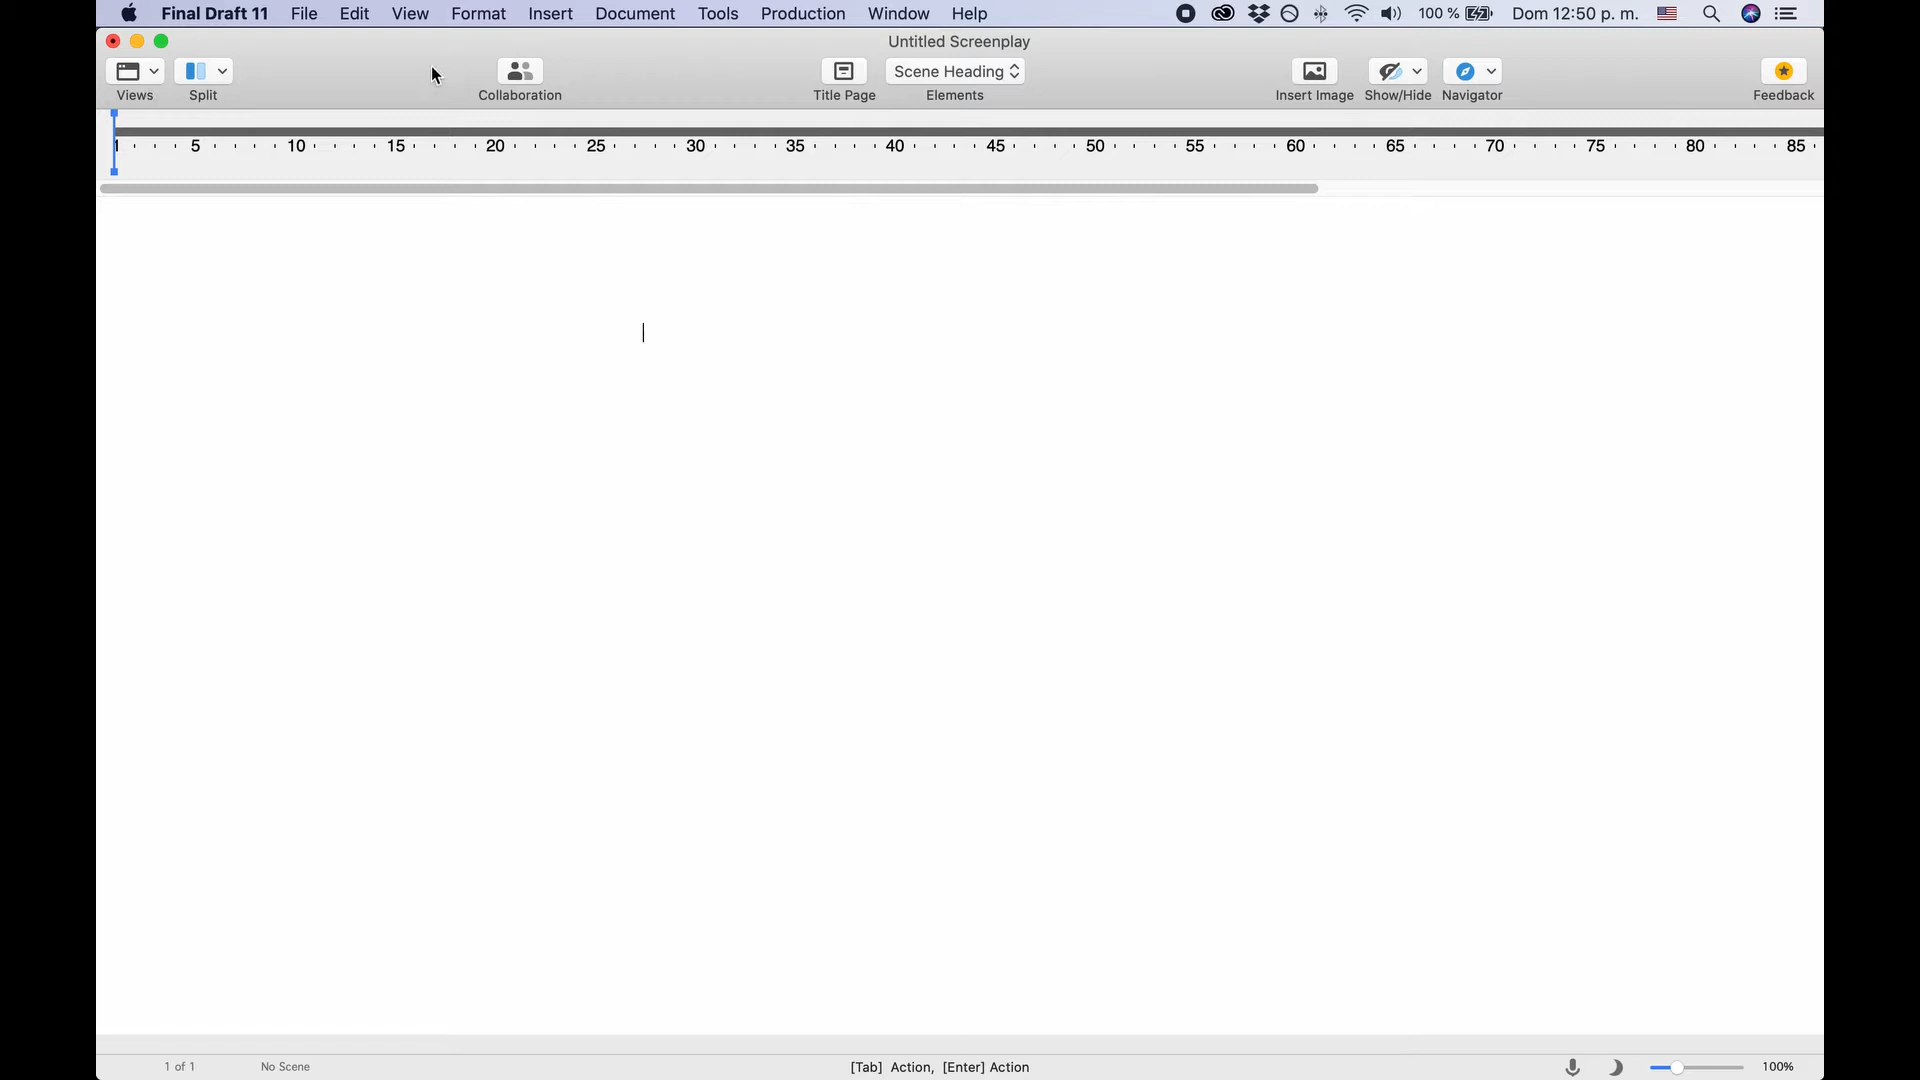 Final Draft 11 File Edit View Format Insert Document Tools Production Window Help 100 % Dom 12:50 p. m.
Untitled Screenplay
Scene Heading
Views Split Collaboration Title Page Elements Insert Image Show/Hide Navigator Feedback
1 5 10 15 20 25 30 35 40 45 50 55 60 65 70 75 80 85
1 of 1 No Scene [Tab] Action, [Enter] Action 100%